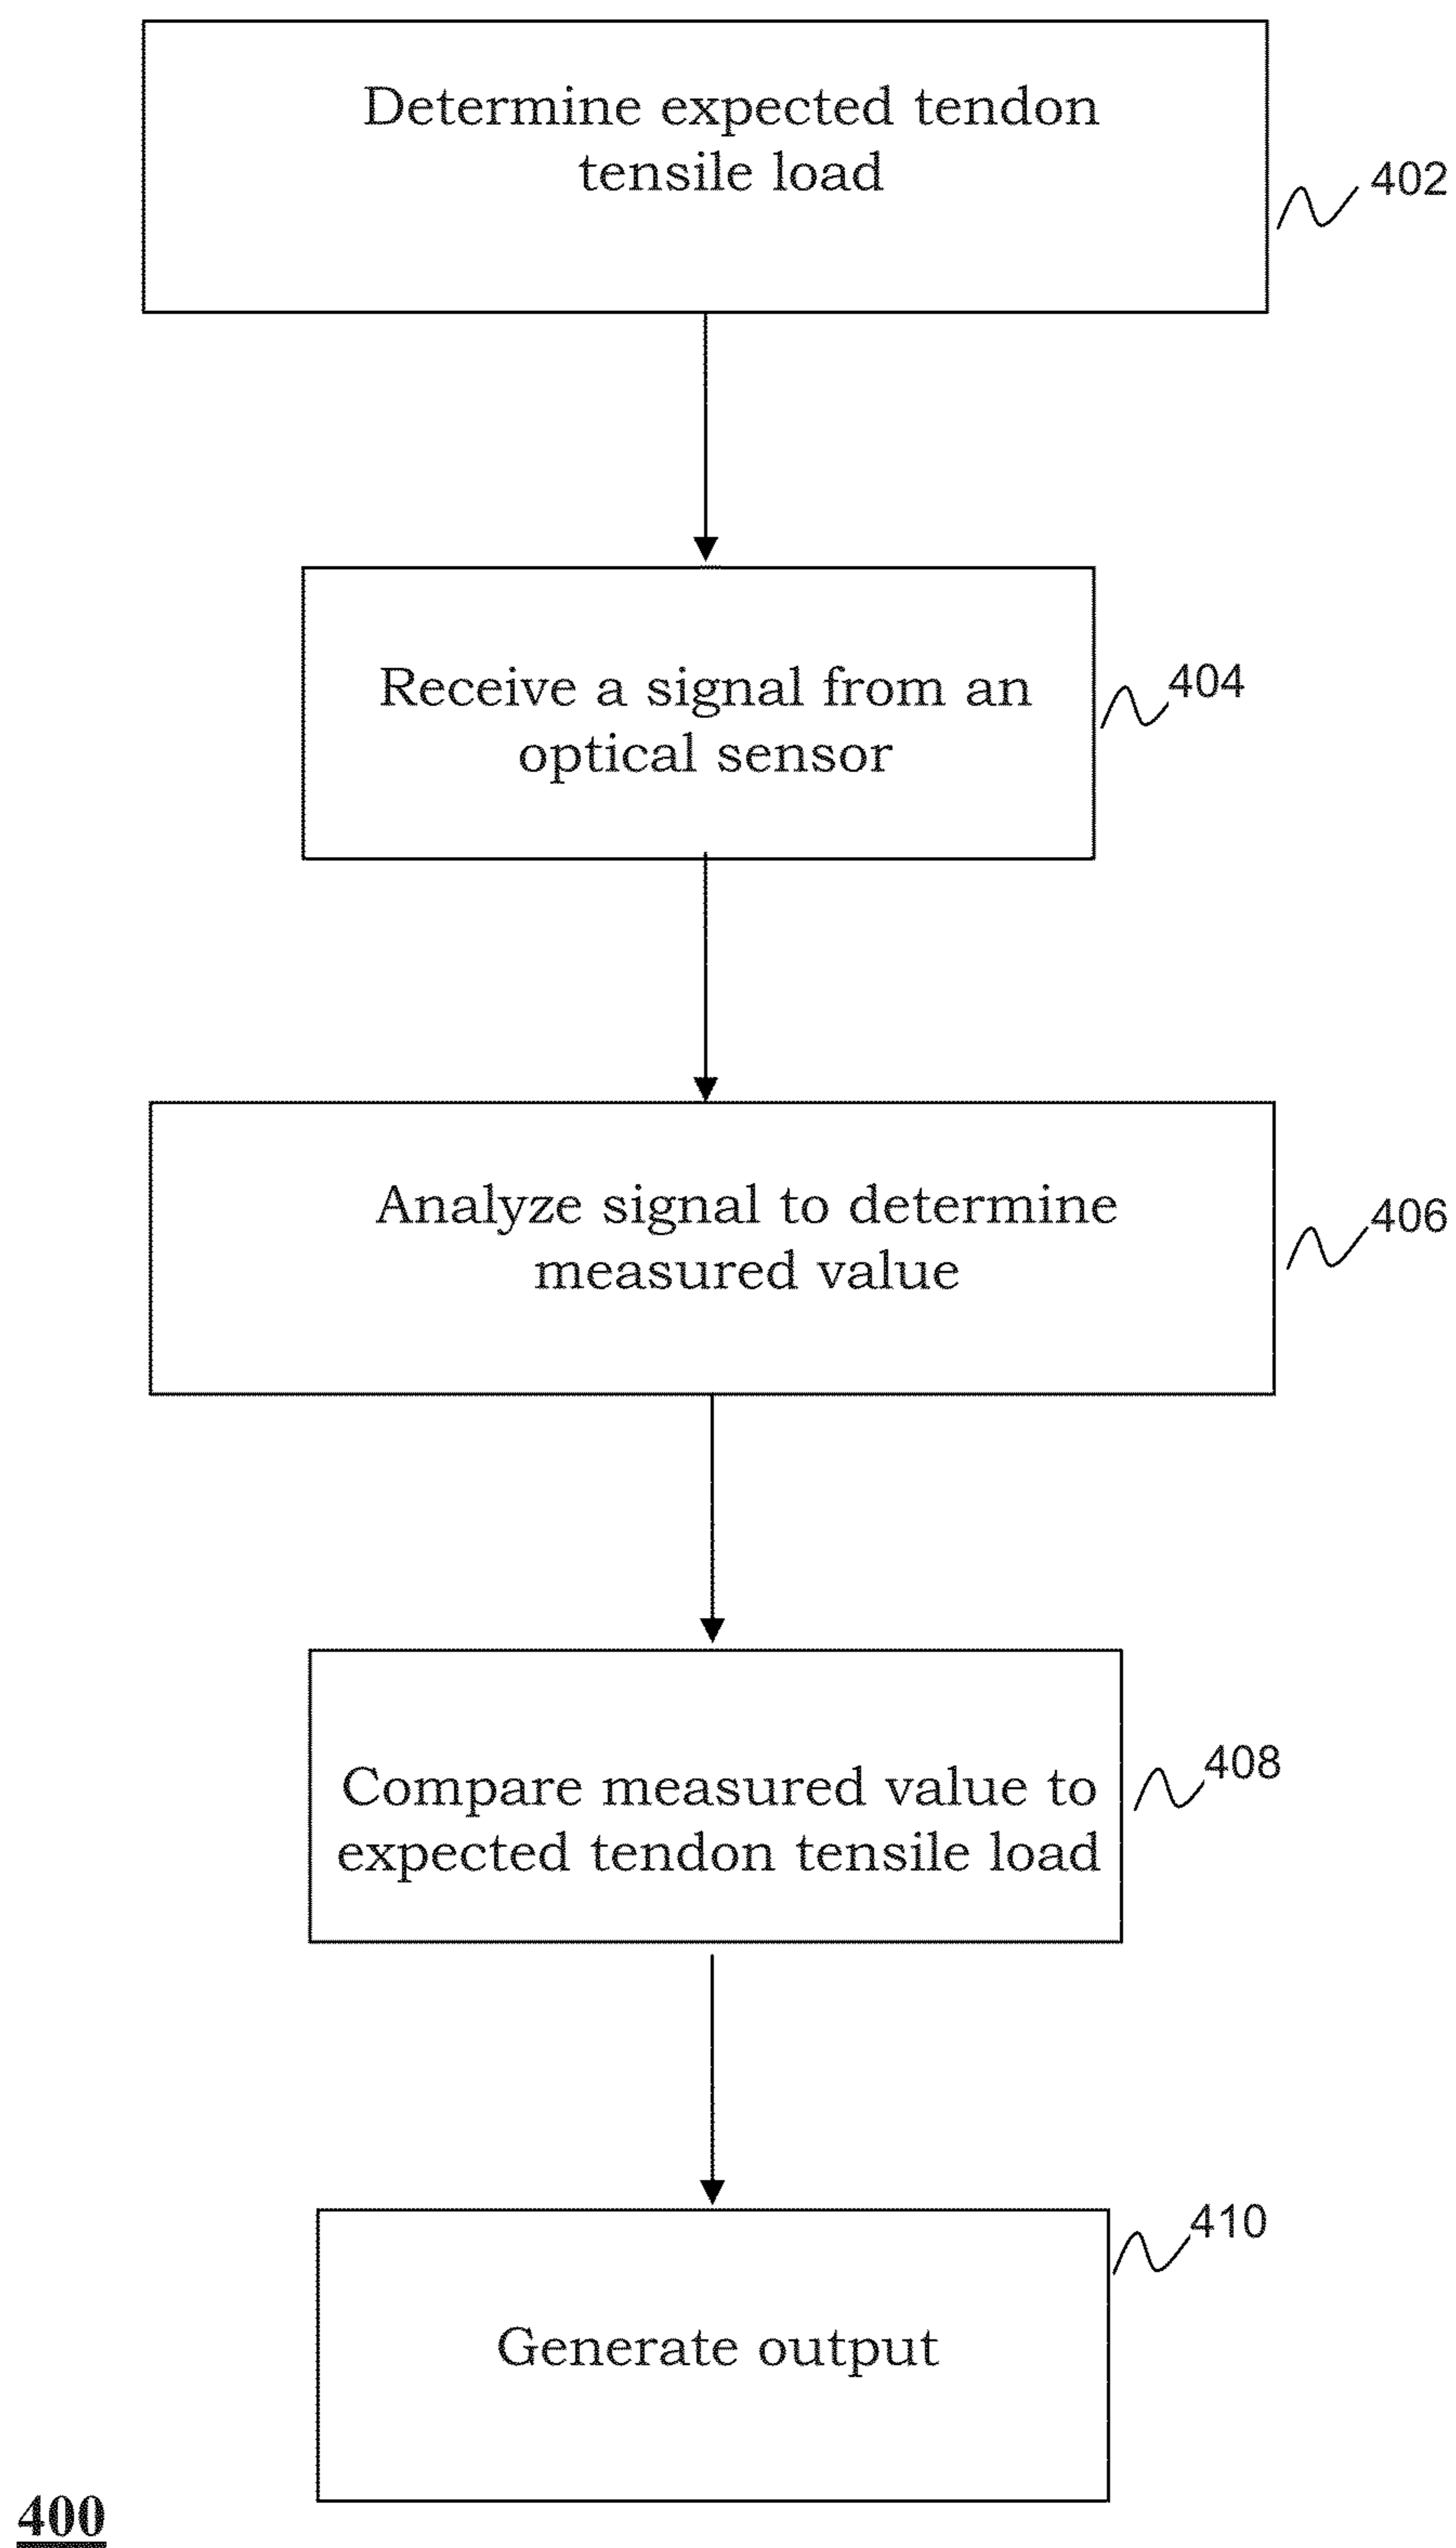 Determine expected tendon
tensile load
402
Receive a signal from an
optical sensor
404
Analyze signal to determine
measured value
406
Compare measured value to
expected tendon tensile load
408
Generate output
410
400